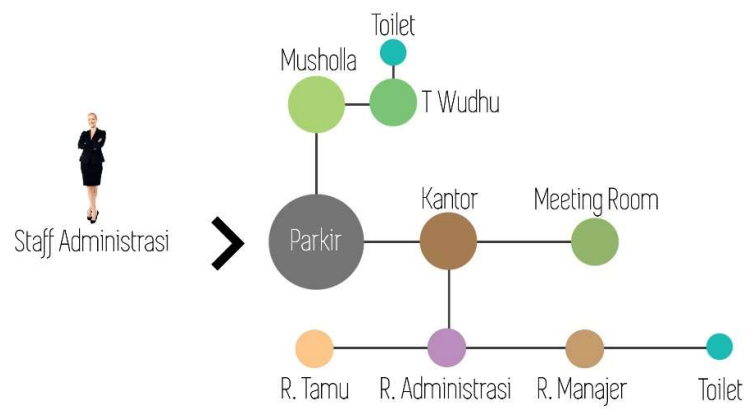 Toilet
Musholla
T Wudhu
Kantor
Meeting Room
Staff Administrasi
Parkir
R. Tamu
R. Administrasi
R. Manajer
Toilet